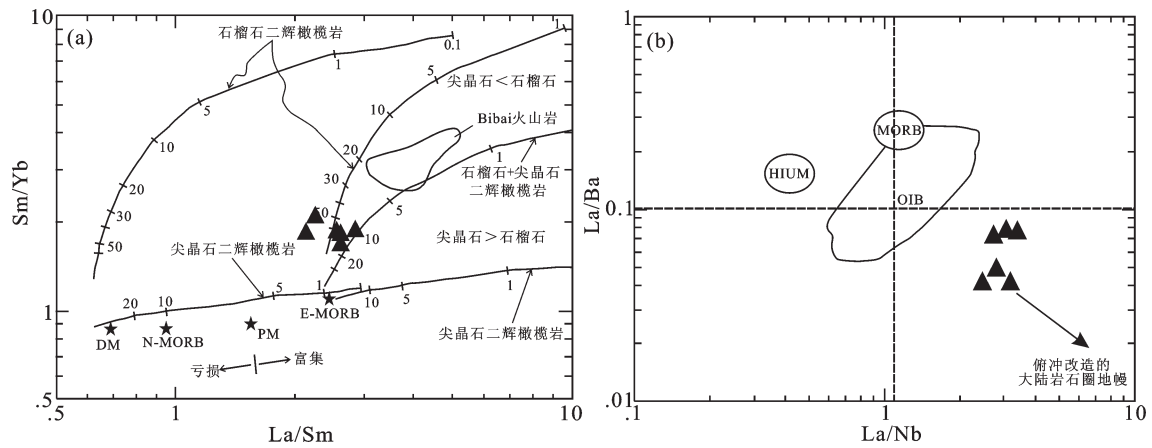 10
(a)
石榴石二辉橄榄岩
0.1
1
1
5
5
尖晶石<石榴石
10
10
Bibai火山岩
20
20
1
30
30
石榴石+尖晶石
二辉橄榄岩
50
5
10
尖晶石>石榴石
尖晶石二辉橄榄岩
20
20
10
5
1
10
5
1
尖晶石二辉橄榄岩
E-MORB
DM
N-MORB
PM
亏损
富集
1
.5
.5
1
10
Sm/Yb
La/Sm
1
(b)
MORB
HIUM
OIB
0.1
俯冲改造的
大陆岩石圈地幔
.01
.1
1
10
La/Ba
La/Nb